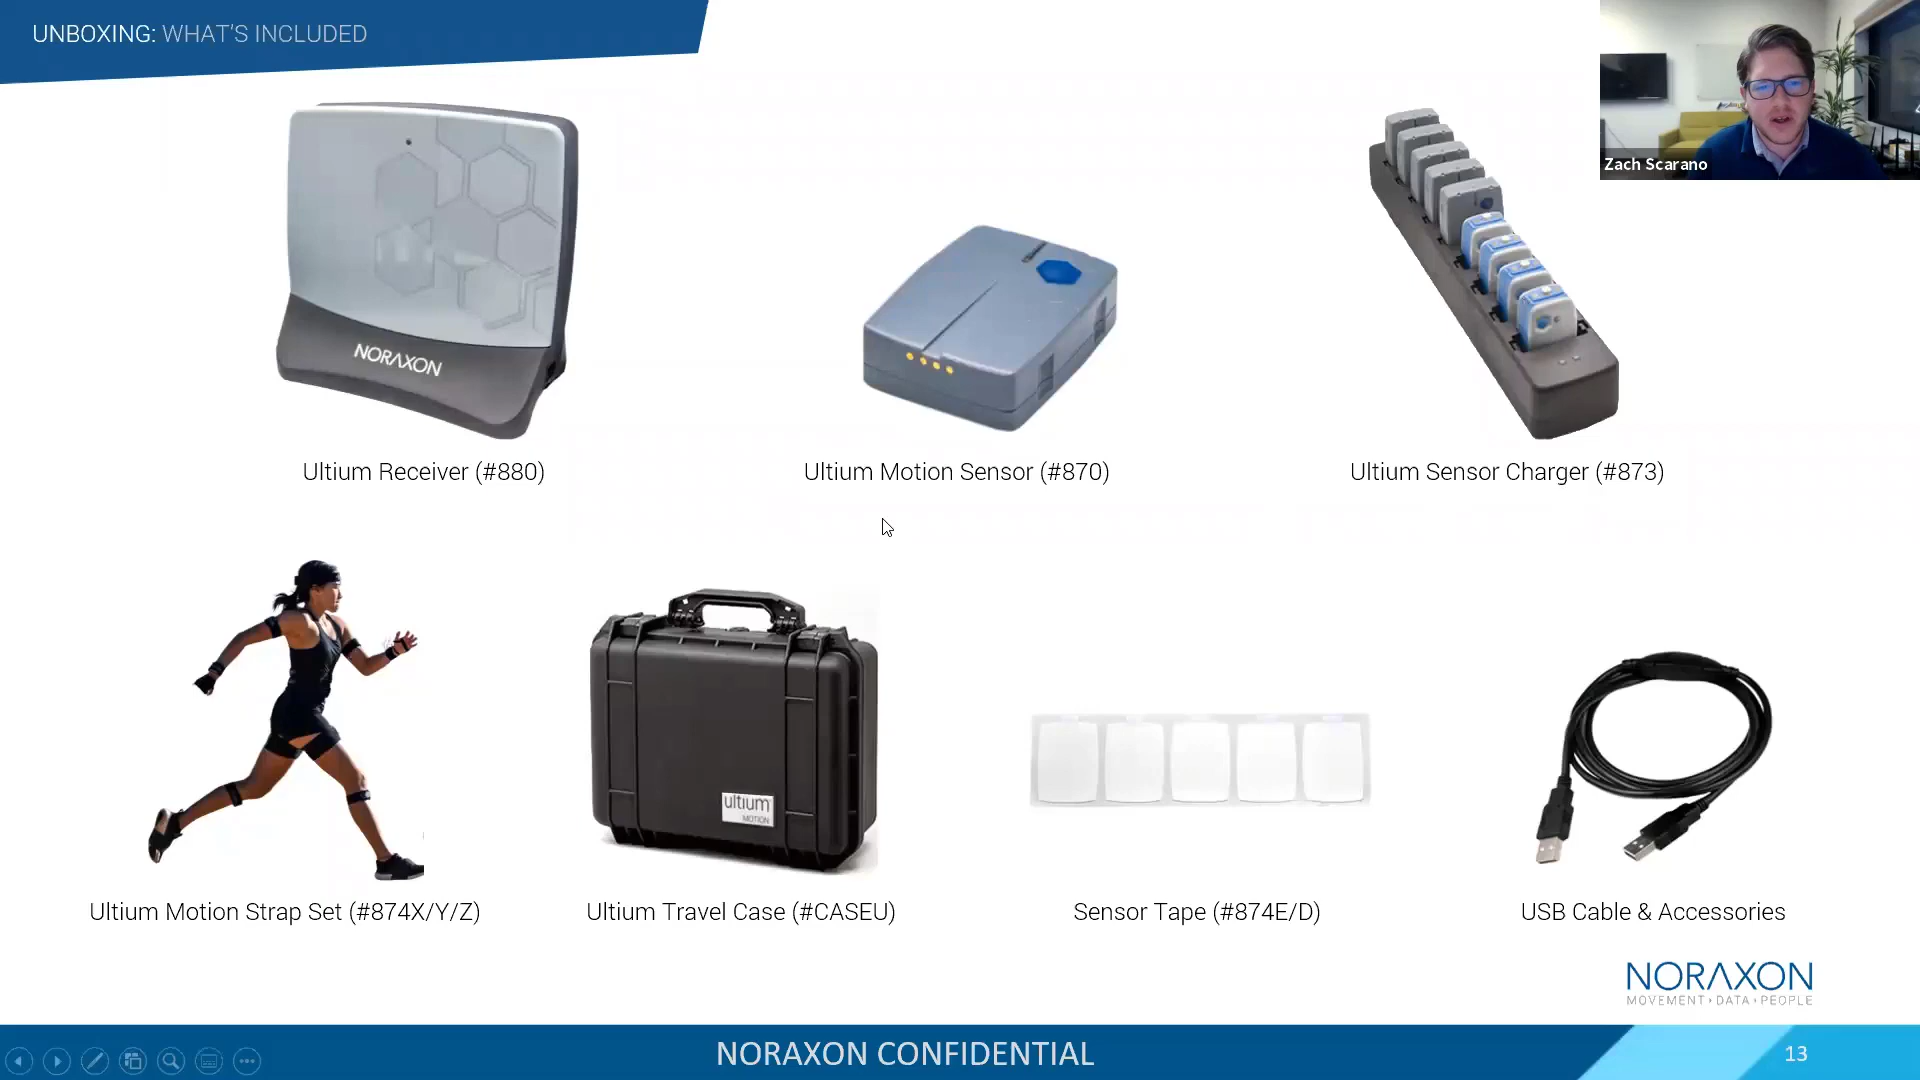 UNBOXING: WHAT'S INCLUDED
Zach Scarano
NORAXON
Ultium Receiver (#880)
Ultium Motion Sensor (#870)
Ultium Sensor Charger (#873)
ultium
MOTION
Ultium Motion Strap Set (#874X/Y/Z)
Ultium Travel Case (#CASEU)
Sensor Tape (#874E/D)
USB Cable & Accessories
NORAXON
MOVEMENT • DATA • PEOPLE
NORAXON CONFIDENTIAL
13